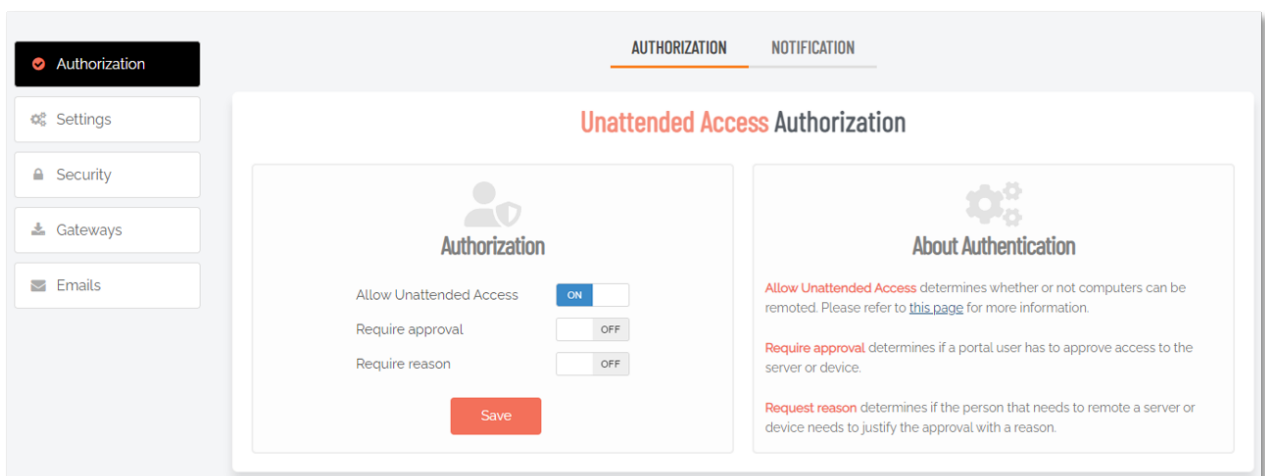 AUTHORIZATION
NOTIFICATION
Authorization
Settings
Security
Gateways
Emails
Unattended Access Authorization
Authorization
Allow Unattended Access ON
Require approval OFF
Require reason OFF
Save
About Authentication
Allow Unattended Access determines whether or not computers can be
remoted. Please refer to this page for more information.
Require approval determines if a portal user has to approve access to the
server or device.
Request reason determines if the person that needs to remote a server or
device needs to justify the approval with a reason.